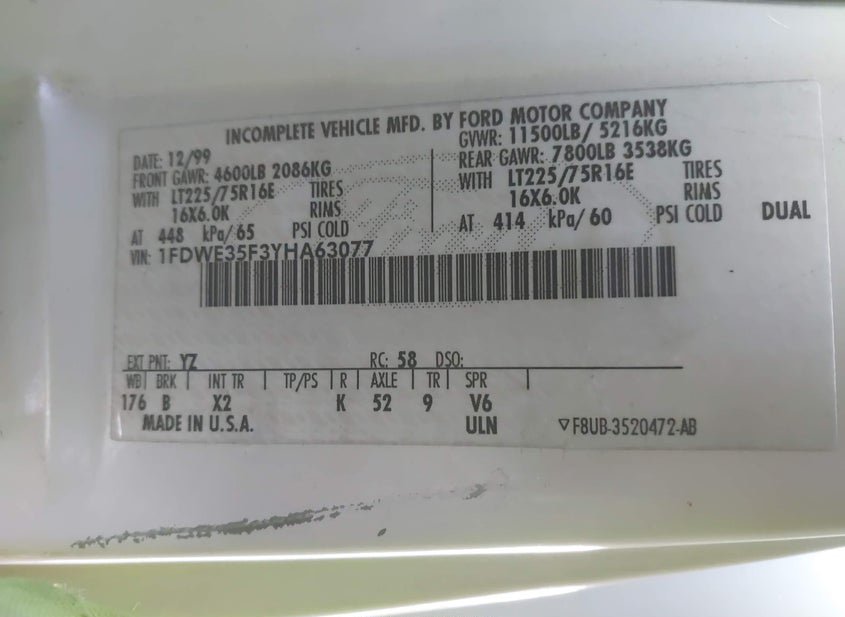 INCOMPLETE VEHICLE MFD. BY FORD MOTOR COMPANY
DATE: 12/99
FRONT GAWR: 4600LB 2086KG
WITH LT225/75R16E TIRES
16X6.0K RIMS
AT 448 kPa/65 PSI COLD
GVWR: 11500LB/ 5216KG
REAR GAWR: 7800LB 3538KG
WITH LT225/75R16E TIRES
16X6.0K RIMS
AT 414 kPa/60 PSI COLD DUAL
VIN: 1FDWE35F3YHA63077
EXT PNT: YZ RC: 58 DSO:
WB BRK INT TR TP/PS R AXLE TR SPR
176 B X2 K 52 9 V6
MADE IN U.S.A. ULN ▽F8UB-3520472-AB